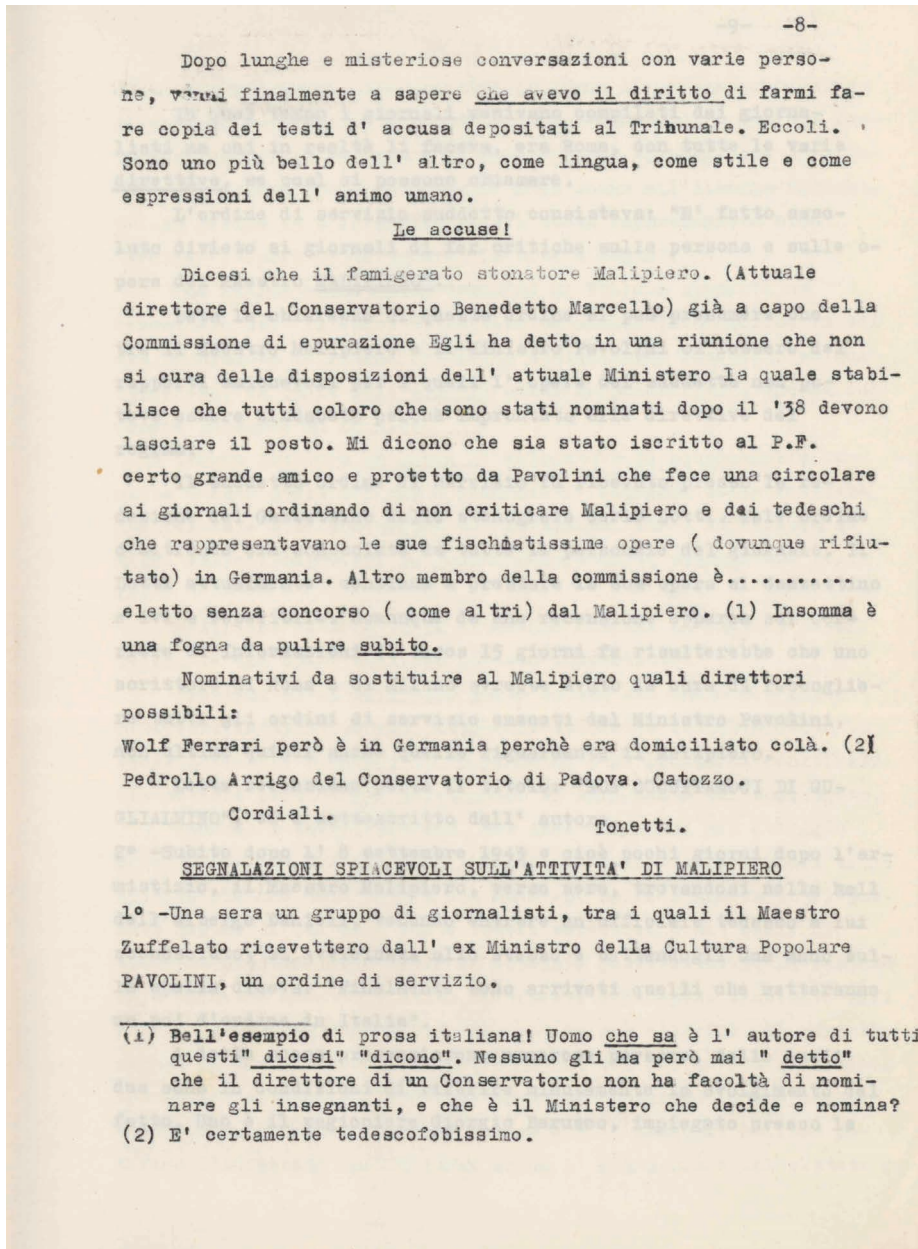 -8-
Dopo lunghe e misteriose conversazioni con varie perso-
ne, venni finalmente a sapere che avevo il diritto di farmi fa-
re copia dei testi d' accusa depositati al Tribunale. Eccoli.
Sono uno più bello dell' altro, come lingua, come stile e come
espressioni dell' animo umano.
Le accuse!
Dicesi che il famigerato stonatore Malipiero. (Attuale
direttore del Conservatorio Benedetto Marcello) già a capo della
Commissione di epurazione Egli ha detto in una riunione che non
si cura delle disposizioni dell' attuale Ministero la quale stabi-
lisce che tutti coloro che sono stati nominati dopo il '38 devono
lasciare il posto. Mi dicono che sia stato iscritto al P.F.
certo grande amico e protetto da Pavolini che fece una circolare
ai giornali ordinando di non criticare Malipiero e dai tedeschi
che rappresentavano le sue fischiatissime opere ( dovunque rifiu-
tato) in Germania. Altro membro della commissione è...........
eletto senza concorso ( come altri) dal Malipiero. (1) Insomma è
una fogna da pulire subito.
Nominativi da sostituire al Malipiero quali direttori
possibili:
Wolf Ferrari però è in Germania perchè era domiciliato colà. (2)
Pedrollo Arrigo del Conservatorio di Padova. Catozzo.
Cordiali.
Tonetti.
SEGNALAZIONI SPIACEVOLI SULL'ATTIVITA' DI MALIPIERO
1° -Una sera un gruppo di giornalisti, tra i quali il Maestro
Zuffelato ricevettero dall' ex Ministro della Cultura Popolare
PAVOLINI, un ordine di servizio.
(1) Bell'esempio di prosa italiana! Uomo che sa è l' autore di tutti
questi" dicesi" "dicono". Nessuno gli ha però mai " detto"
che il direttore di un Conservatorio non ha facoltà di nomi-
nare gli insegnanti, e che è il Ministero che decide e nomina?
(2) E' certamente tedescofobissimo.